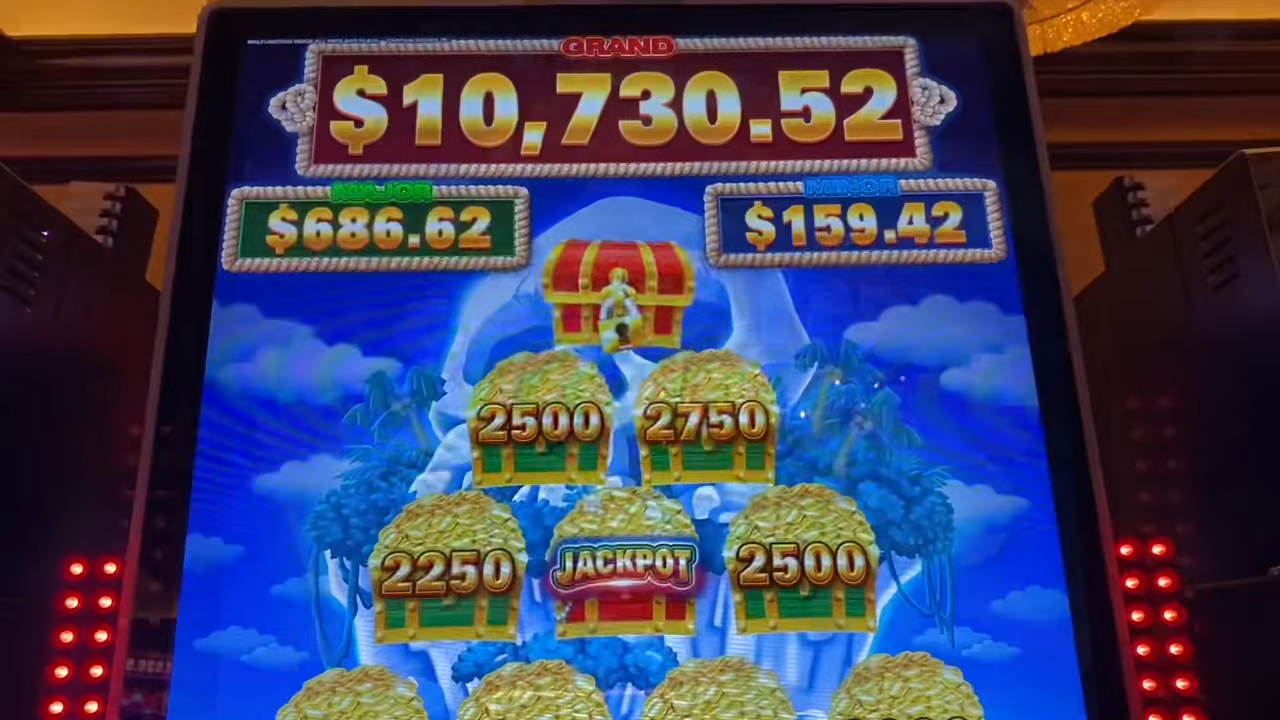 GRAND
$10,730.52
MAJOR
$686.62
MINOR
$159.42
2500
2750
2250
JACKPOT
2500